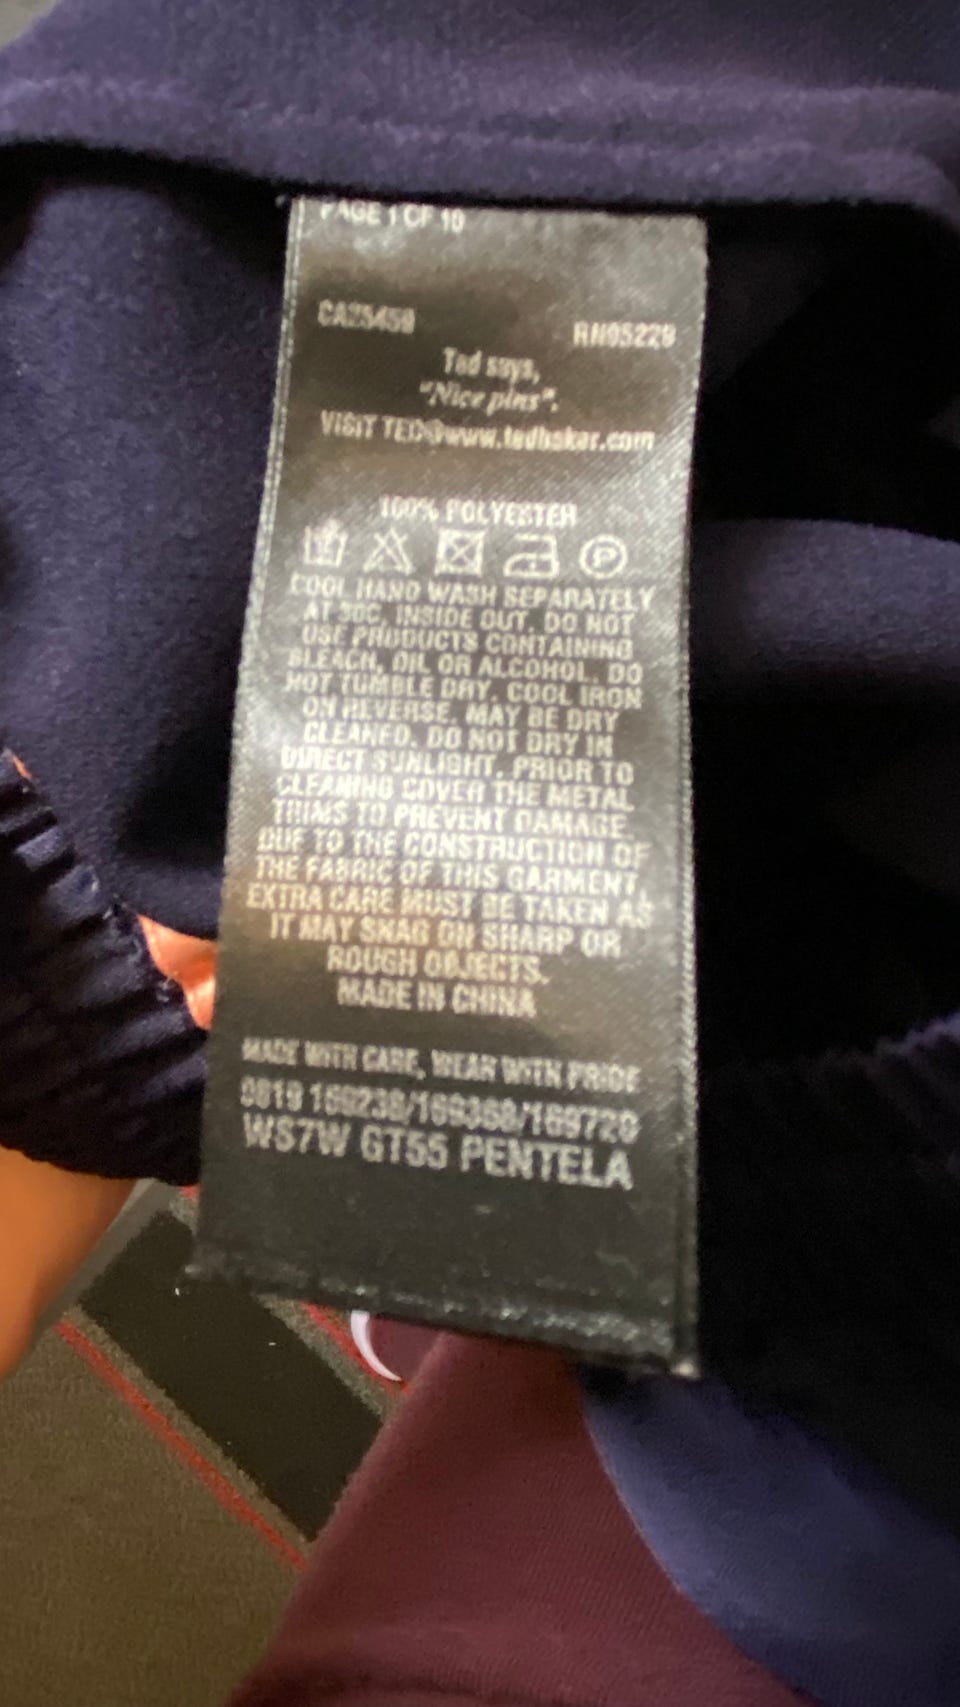 PAGE 1 OF 10
CA25459 RN95229
Ted says,
"Nice pins".
VISIT TED@www.tedbaker.com
100% POLYESTER
P
COOL HAND WASH SEPARATELY
AT 30C, INSIDE OUT. DO NOT
USE PRODUCTS CONTAINING
BLEACH, OIL OR ALCOHOL. DO
NOT TUMBLE DRY. COOL IRON
ON REVERSE. MAY BE DRY
CLEANED. DO NOT DRY IN
DIRECT SUNLIGHT. PRIOR TO
CLEANING COVER THE METAL
TRIMS TO PREVENT DAMAGE.
DUE TO THE CONSTRUCTION OF
THE FABRIC OF THIS GARMENT,
EXTRA CARE MUST BE TAKEN AS
IT MAY SNAG ON SHARP OR
ROUGH OBJECTS.
MADE IN CHINA
MADE WITH CARE, WEAR WITH PRIDE
0819 169238/169368/169720
WS7W GT55 PENTELA